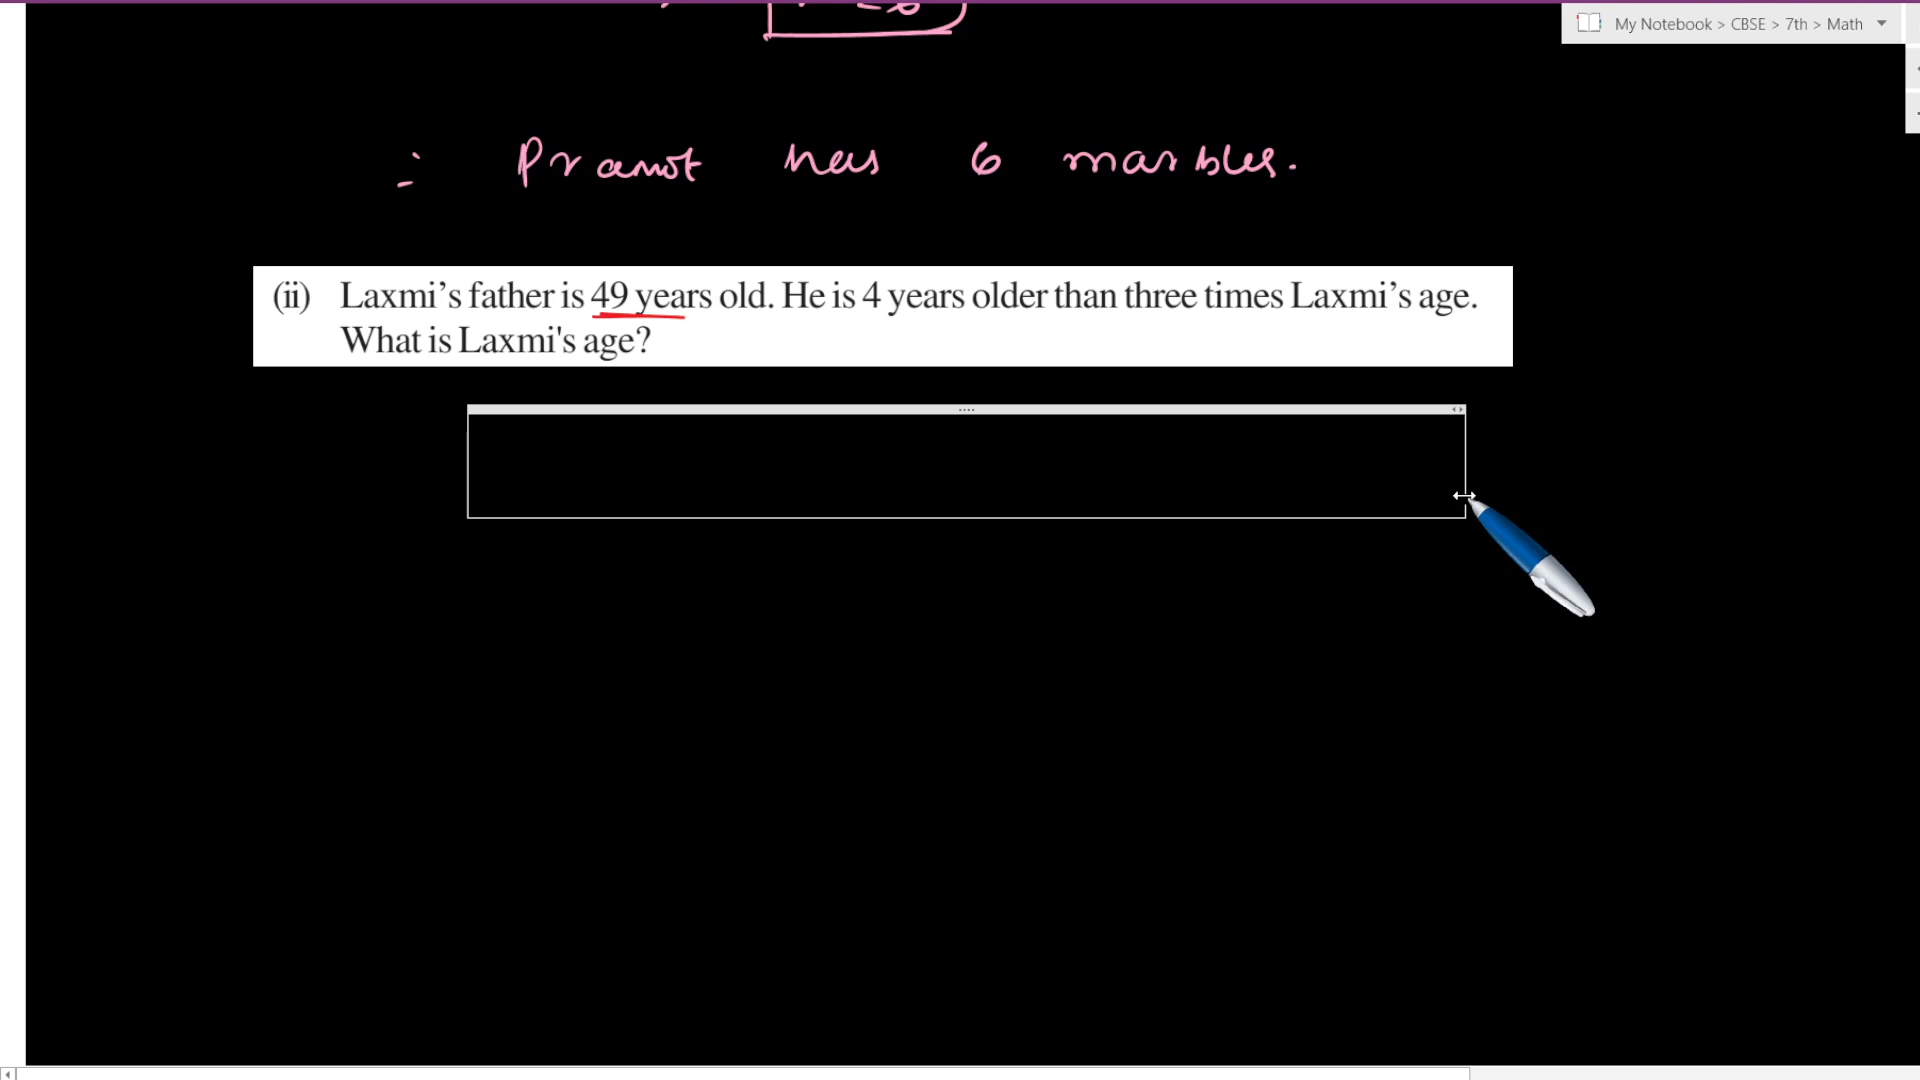 My Notebook > CBSE > 7th > Math
∴ Pranot has 6 marbles.
(ii) Laxmi’s father is 49 years old. He is 4 years older than three times Laxmi’s age.
What is Laxmi's age?